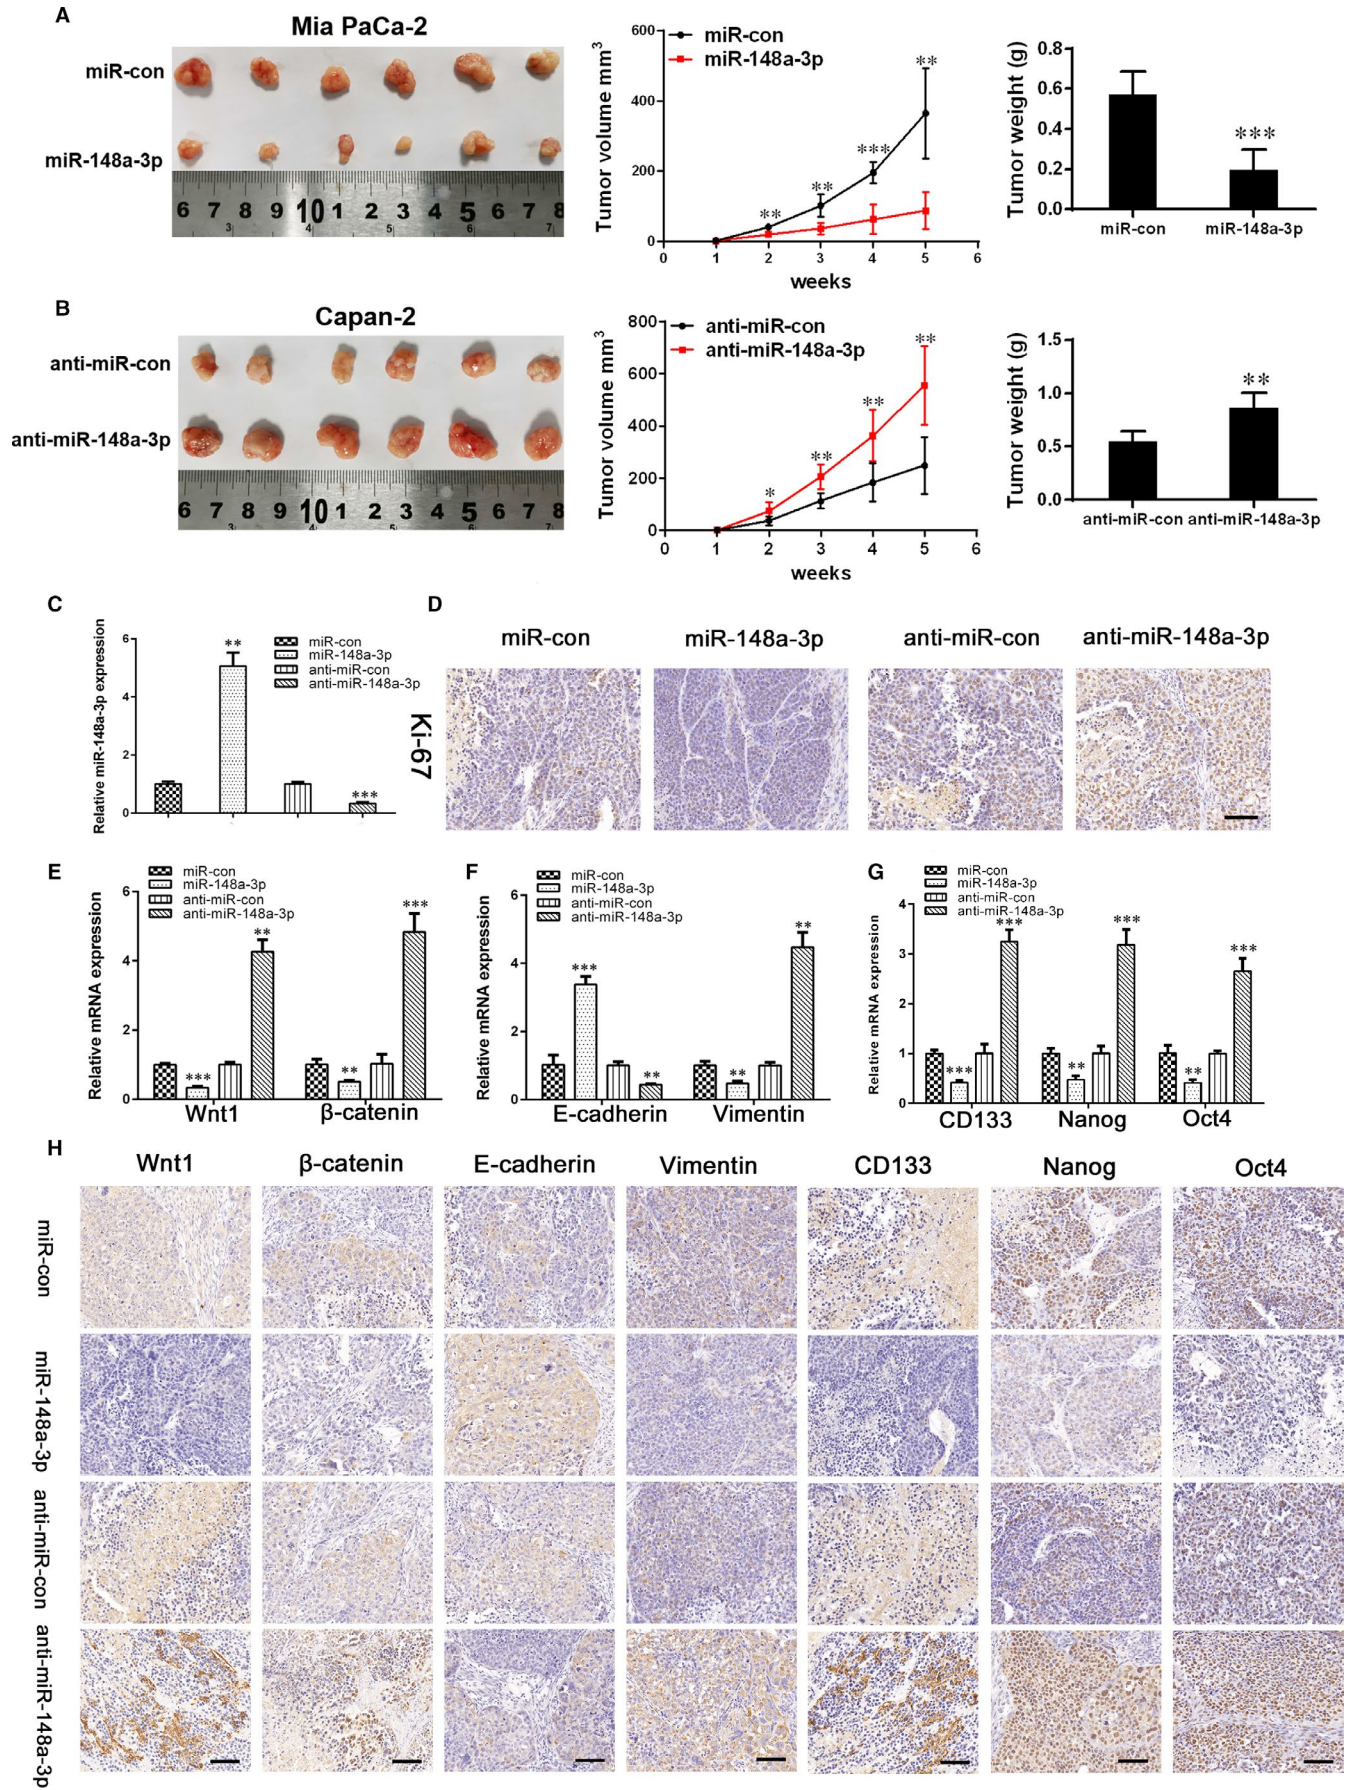 A
Mia PaCa-2
miR-con
miR-148a-3p
6 7 8 9 10 1 2 3 4 5 6 7 8
3 4 5 6 7
Tumor volume mm3
600
400
200
0
0 1 2 3 4 5 6
weeks
miR-con
miR-148a-3p
** ** *** **
Tumor weight (g)
0.8
0.6
0.4
0.2
0.0
***
miR-con miR-148a-3p
B
Capan-2
anti-miR-con
anti-miR-148a-3p
6 7 8 9 10 1 2 3 4 5 6 7 8
3 4 5 6 7
Tumor volume mm3
800
600
400
200
0
0 1 2 3 4 5 6
weeks
anti-miR-con
anti-miR-148a-3p
* ** ** **
Tumor weight (g)
1.5
1.0
0.5
0.0
**
anti-miR-con anti-miR-148a-3p
C
Relative miR-148a-3p expression
6
4
2
0
** ***
miR-con
miR-148a-3p
anti-miR-con
anti-miR-148a-3p
D
miR-con miR-148a-3p anti-miR-con anti-miR-148a-3p
Ki-67
E
Relative mRNA expression
6
4
2
0
miR-con
miR-148a-3p
anti-miR-con
anti-miR-148a-3p
*** ** ** ***
Wnt1 β-catenin
F
Relative mRNA expression
6
4
2
0
miR-con
miR-148a-3p
anti-miR-con
anti-miR-148a-3p
*** ** ** **
E-cadherin Vimentin
G
Relative mRNA expression
4
3
2
1
0
miR-con
miR-148a-3p
anti-miR-con
anti-miR-148a-3p
*** *** ** *** ** ***
CD133 Nanog Oct4
H
Wnt1 β-catenin E-cadherin Vimentin CD133 Nanog Oct4
miR-con
miR-148a-3p
anti-miR-con
anti-miR-148a-3p